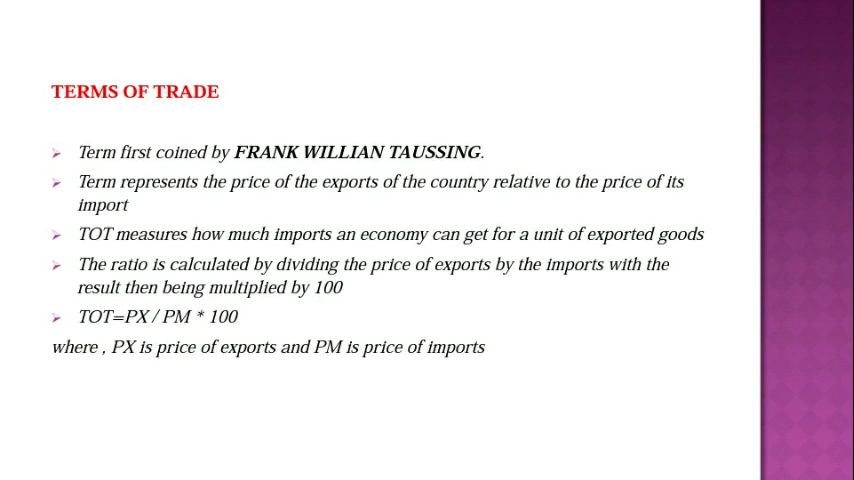 TERMS OF TRADE
Term first coined by FRANK WILLIAN TAUSSING.
Term represents the price of the exports of the country relative to the price of its
import
TOT measures how much imports an economy can get for a unit of exported goods
The ratio is calculated by dividing the price of exports by the imports with the
result then being multiplied by 100
TOT=PX / PM * 100
where , PX is price of exports and PM is price of imports